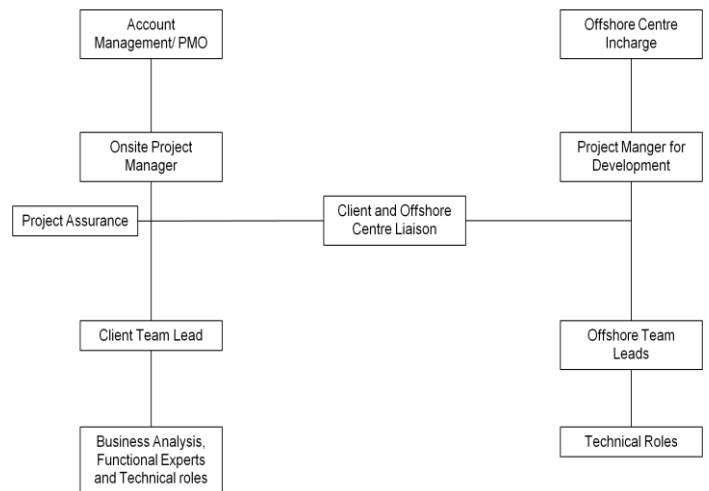 Account
Management/ PMO
Offshore Centre
Incharge
Onsite Project
Manager
Project Manger for
Development
Project Assurance
Client and Offshore
Centre Liaison
Client Team Lead
Offshore Team
Leads
Business Analysis,
Functional Experts
and Technical roles
Technical Roles